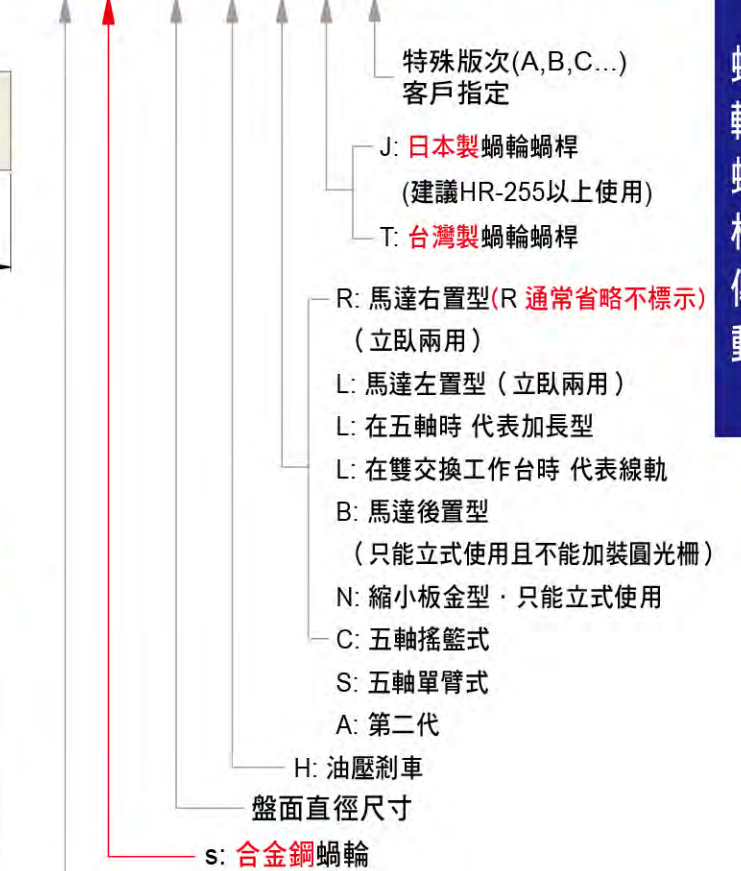 特殊版次(A,B,C...)
客戶指定
J: 日本製蝸輪蝸桿
(建議HR-255以上使用)
T: 台灣製蝸輪蝸桿
R: 馬達右置型(R 通常省略不標示)
（立臥兩用）
L: 馬達左置型（立臥兩用）
L: 在五軸時 代表加長型
L: 在雙交換工作台時 代表線軌
B: 馬達後置型
（只能立式使用且不能加裝圓光柵）
N: 縮小板金型‧只能立式使用
C: 五軸搖籃式
S: 五軸單臂式
A: 第二代
H: 油壓剎車
盤面直徑尺寸
s: 合金鋼蝸輪